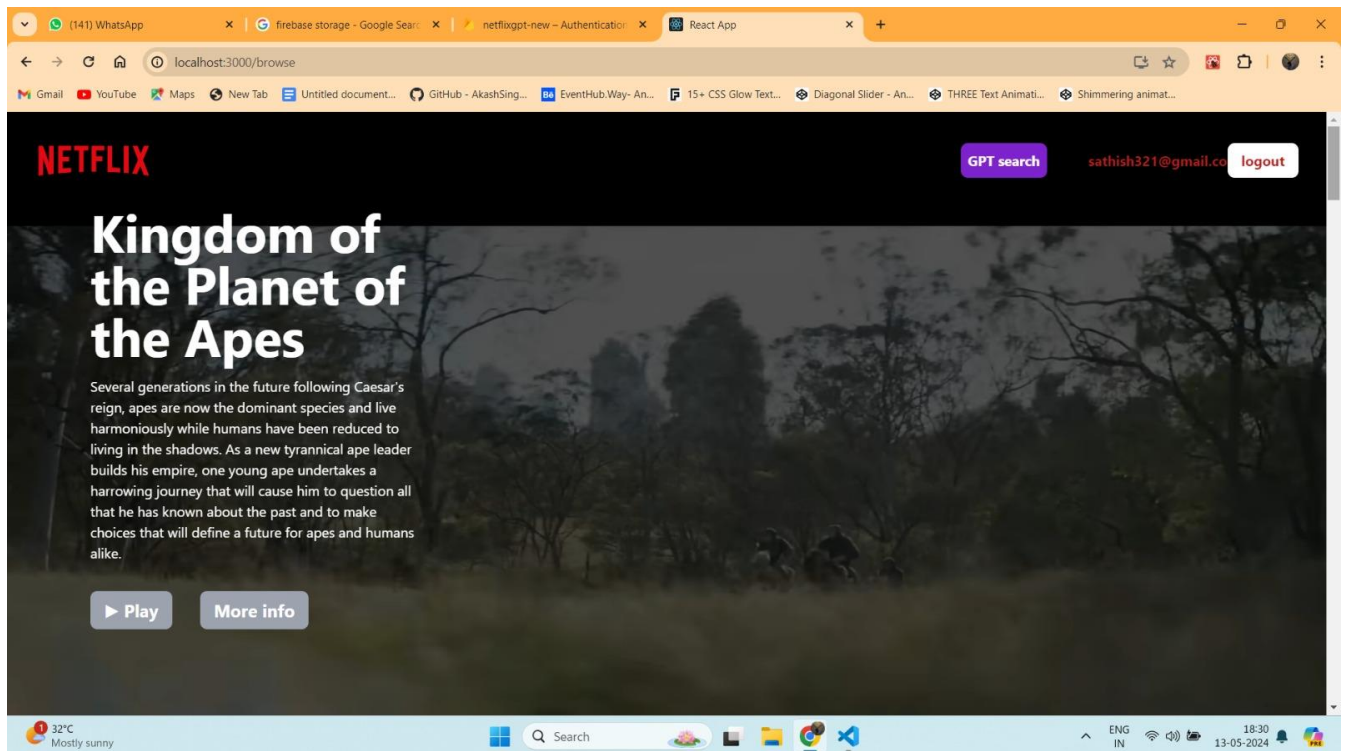 (141) WhatsApp
firebase storage - Google Searc
netflixgpt-new – Authentication
React App
localhost:3000/browse
Gmail
YouTube
Maps
New Tab
Untitled document...
GitHub - AkashSing...
EventHub.Way- An...
15+ CSS Glow Text...
Diagonal Slider - An...
THREE Text Animati...
Shimmering animat...
NETFLIX
GPT search
sathish321@gmail.co
logout
Kingdom of
the Planet of
the Apes
Several generations in the future following Caesar's
reign, apes are now the dominant species and live
harmoniously while humans have been reduced to
living in the shadows. As a new tyrannical ape leader
builds his empire, one young ape undertakes a
harrowing journey that will cause him to question all
that he has known about the past and to make
choices that will define a future for apes and humans
alike.
▶ Play
More info
1
32°C
Mostly sunny
Search
ENG
IN
18:30
13-05-2024
PRE